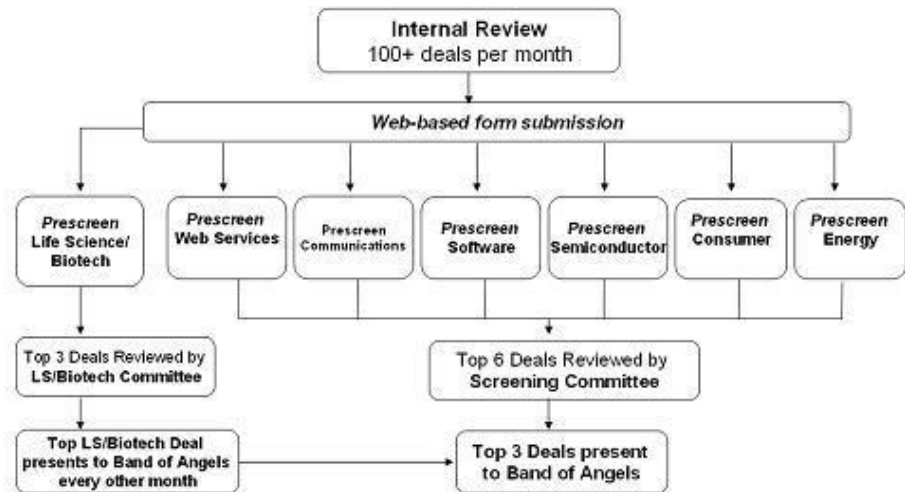 Internal Review
100+ deals per month
Web-based form submission
Prescreen
Life Science/
Biotech
Prescreen
Web Services
Prescreen
Communications
Prescreen
Software
Prescreen
Semiconductor
Prescreen
Consumer
Prescreen
Energy
Top 3 Deals Reviewed by
LS/Biotech Committee
Top 6 Deals Reviewed by
Screening Committee
Top LS/Biotech Deal
presents to Band of Angels
every other month
Top 3 Deals present
to Band of Angels